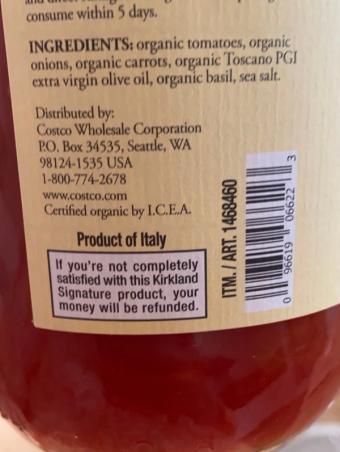 consume within 5 days.
INGREDIENTS: organic tomatoes, organic
onions, organic carrots, organic Toscano PGI
extra virgin olive oil, organic basil, sea salt.
Distributed by:
Costco Wholesale Corporation
P.O. Box 34535, Seattle, WA
98124-1535 USA
1-800-774-2678
www.costco.com
Certified organic by I.C.E.A.
Product of Italy
If you're not completely
satisfied with this Kirkland
Signature product, your
money will be refunded.
ITM. / ART. 1468460
0 96619 06622 3